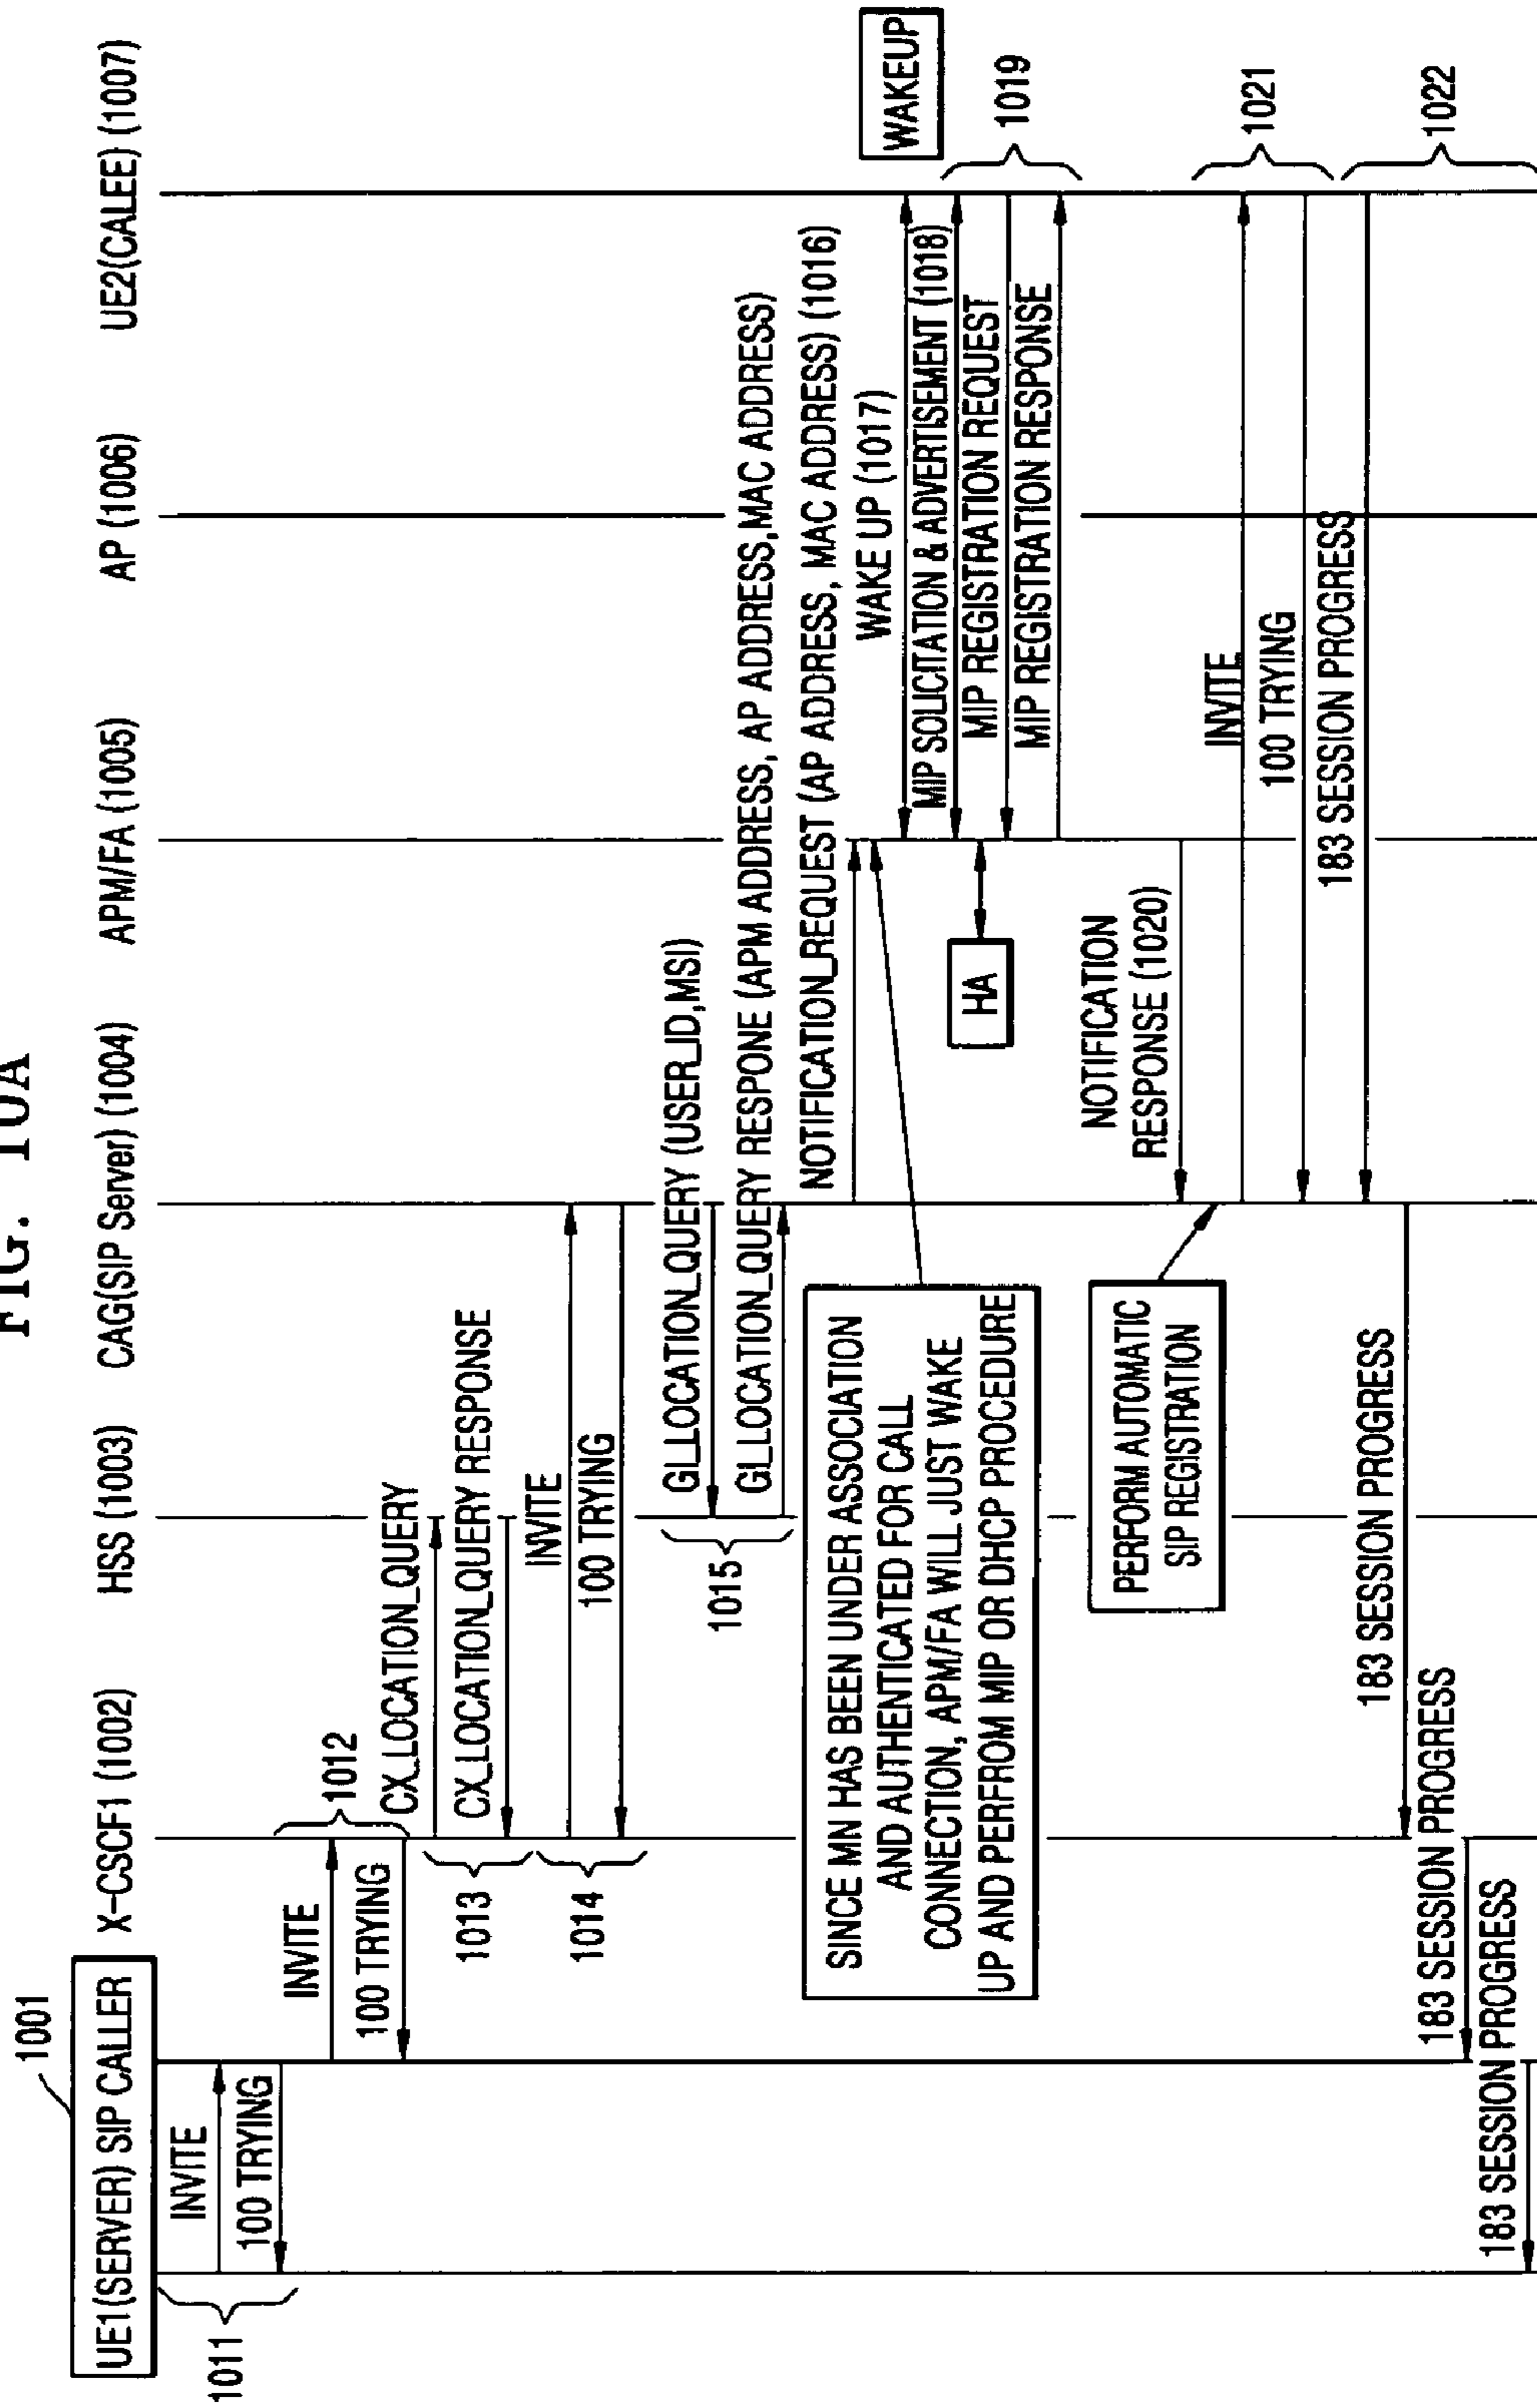 FIG. 10A
1001
UE1(SERVER) SIP CALLER
X-CSCF1 (1002)
HSS (1003)
CAG(SIP Server) (1004)
APM/FA (1005)
AP (1006)
UE2(CALEE) (1007)
INVITE
100 TRYING
1011
INVITE
100 TRYING
1012
CX_LOCATION_QUERY
CX_LOCATION_QUERY RESPONSE
1013
INVITE
100 TRYING
1014
GI_LOCATION_QUERY (USER_ID,MSI)
GI_LOCATION_QUERY RESPONE (APM ADDRESS, AP ADDRESS,MAC ADDRESS)
1015
NOTIFICATION_REQUEST (AP ADDRESS, MAC ADDRESS) (1016)
WAKE UP (1017)
WAKEUP
MIP SOLICITATION & ADVERTISEMENT (1018)
MIP REGISTRATION REQUEST
MIP REGISTRATION RESPONSE
1019
HA
SINCE MN HAS BEEN UNDER ASSOCIATION
AND AUTHENTICATED FOR CALL
CONNECTION, APM/FA WILL JUST WAKE
UP AND PERFROM MIP OR DHCP PROCEDURE
NOTIFICATION
RESPONSE (1020)
PERFORM AUTOMATIC
SIP REGISTRATION
INVITE
100 TRYING
1021
183 SESSION PROGRESS
1022
183 SESSION PROGRESS
183 SESSION PROGRESS
183 SESSION PROGRESS